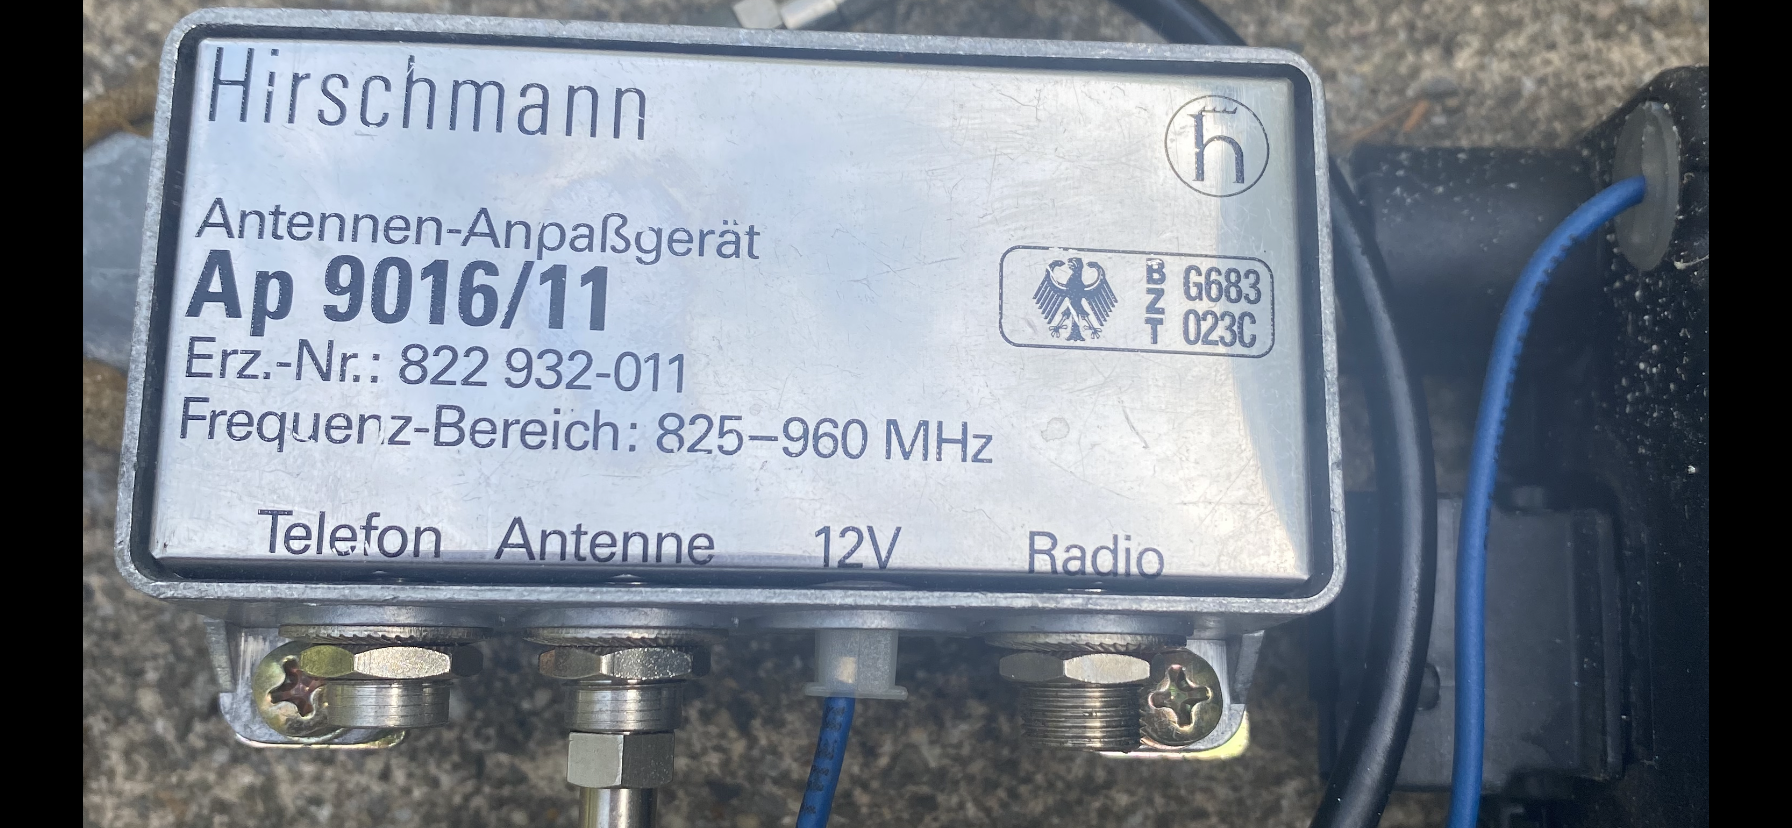 Hirschmann
h
Antennen-Anpaßgerät
Ap 9016/11
Erz.-Nr.: 822 932-011
Frequenz-Bereich: 825–960 MHz
BZT G683
023C
Telefon Antenne 12V Radio